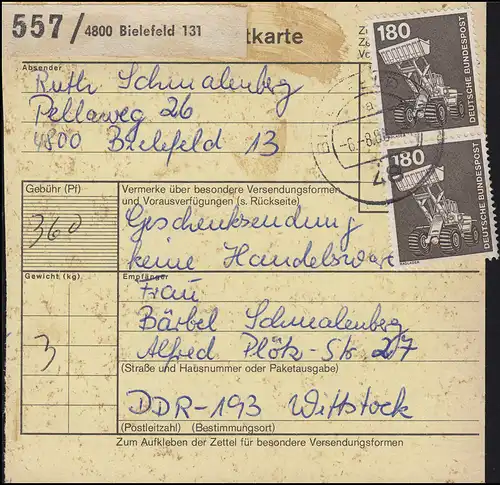 557 / 4800 Bielefeld 131
tkarte
Absender
Ruth Schmalenberg
Pellaweg 26
4800 Bielefeld 13
180
DEUTSCHE BUNDESPOST
180
DEUTSCHE BUNDESPOST
RADLADER
Gebühr (Pf)
360
Vermerke über besondere Versendungsformen
und Vorausverfügungen (s. Rückseite)
Geschenksendung
keine Handelsware
Gewicht (kg)
3
Empfänger
Frau
Bärbel Schmalenberg
Alfred Plötz-Str 27
(Straße und Hausnummer oder Paketausgabe)
DDR-193 Wittstock
(Postleitzahl) (Bestimmungsort)
Zum Aufkleben der Zettel für besondere Versendungsformen